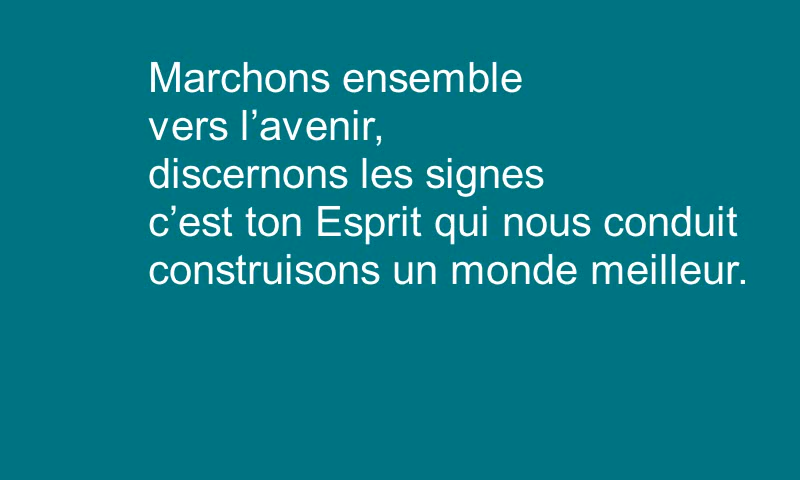 Marchons ensemble
vers l’avenir,
discernons les signes
c’est ton Esprit qui nous conduit
construisons un monde meilleur.